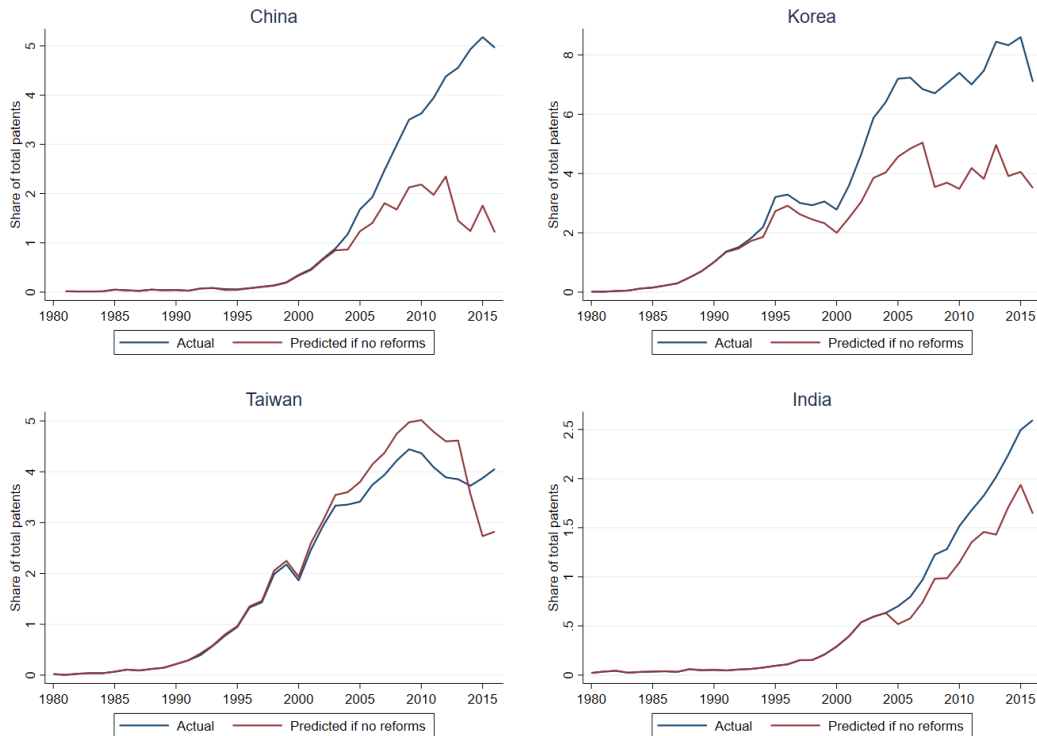 China
Share of total patents
5
4
3
2
1
0
1980 1985 1990 1995 2000 2005 2010 2015
Actual Predicted if no reforms
Korea
Share of total patents
8
6
4
2
0
1980 1985 1990 1995 2000 2005 2010 2015
Actual Predicted if no reforms
Taiwan
Share of total patents
5
4
3
2
1
0
1980 1985 1990 1995 2000 2005 2010 2015
Actual Predicted if no reforms
India
Share of total patents
2.5
2
1.5
1
.5
0
1980 1985 1990 1995 2000 2005 2010 2015
Actual Predicted if no reforms